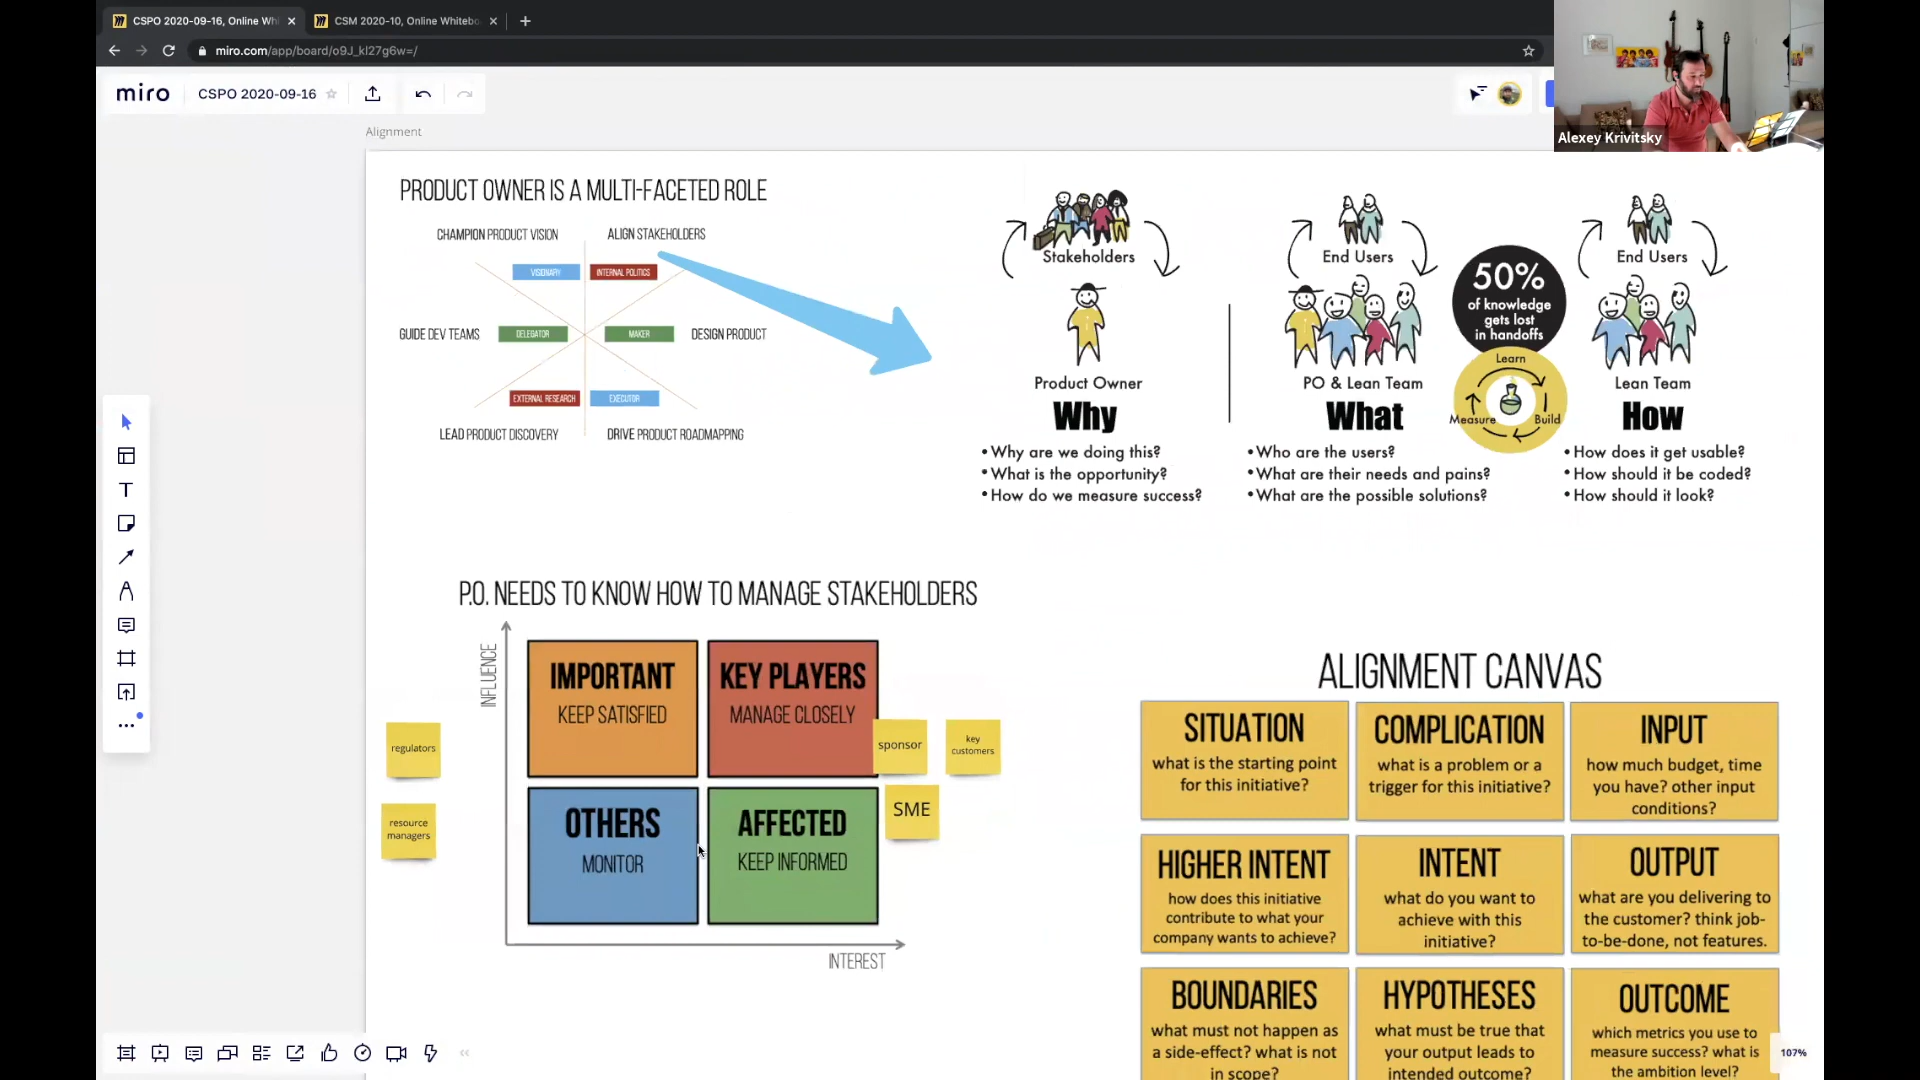 CSPO 2020-09-16, Online Wh
CSM 2020-10, Online Whitebo
miro.com/app/board/o9J_kl27g6w=/
miro
CSPO 2020-09-16
Alexey Krivitsky
Alignment
PRODUCT OWNER IS A MULTI-FACETED ROLE
CHAMPION PRODUCT VISION
ALIGN STAKEHOLDERS
VISIONARY
INTERNAL POLITICS
GUIDE DEV TEAMS
DELEGATOR
MAKER
DESIGN PRODUCT
EXTERNAL RESEARCH
EXECUTOR
LEAD PRODUCT DISCOVERY
DRIVE PRODUCT ROADMAPPING
Stakeholders
Product Owner
Why
• Why are we doing this?
• What is the opportunity?
• How do we measure success?
End Users
PO & Lean Team
What
• Who are the users?
• What are their needs and pains?
• What are the possible solutions?
50%
of knowledge
gets lost
in handoffs
Learn
Measure
Build
End Users
Lean Team
How
• How does it get usable?
• How should it be coded?
• How should it look?
P.O. NEEDS TO KNOW HOW TO MANAGE STAKEHOLDERS
INFLUENCE
IMPORTANT
KEEP SATISFIED
KEY PLAYERS
MANAGE CLOSELY
OTHERS
MONITOR
AFFECTED
KEEP INFORMED
INTEREST
regulators
resource
managers
sponsor
key
customers
SME
ALIGNMENT CANVAS
SITUATION
what is the starting point
for this initiative?
COMPLICATION
what is a problem or a
trigger for this initiative?
INPUT
how much budget, time
you have? other input
conditions?
HIGHER INTENT
how does this initiative
contribute to what your
company wants to achieve?
INTENT
what do you want to
achieve with this
initiative?
OUTPUT
what are you delivering to
the customer? think job-
to-be-done, not features.
BOUNDARIES
what must not happen as
a side-effect? what is not
in scope?
HYPOTHESES
what must be true that
your output leads to
intended outcome?
OUTCOME
which metrics you use to
measure success? what is
the ambition level?
107%